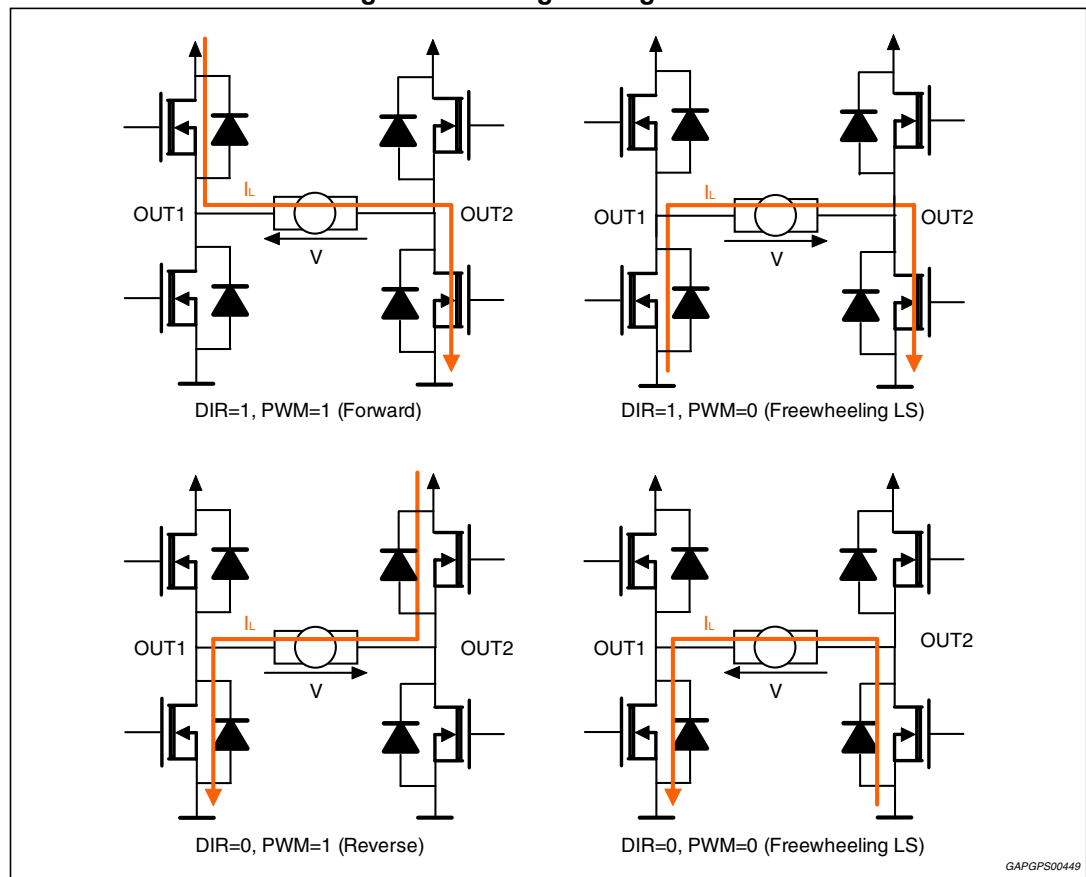 IL
OUT1
OUT2
V
DIR=1, PWM=1 (Forward)
IL
OUT1
OUT2
V
DIR=1, PWM=0 (Freewheeling LS)
IL
OUT1
OUT2
V
DIR=0, PWM=1 (Reverse)
IL
OUT1
OUT2
V
DIR=0, PWM=0 (Freewheeling LS)
GAPGPS00449